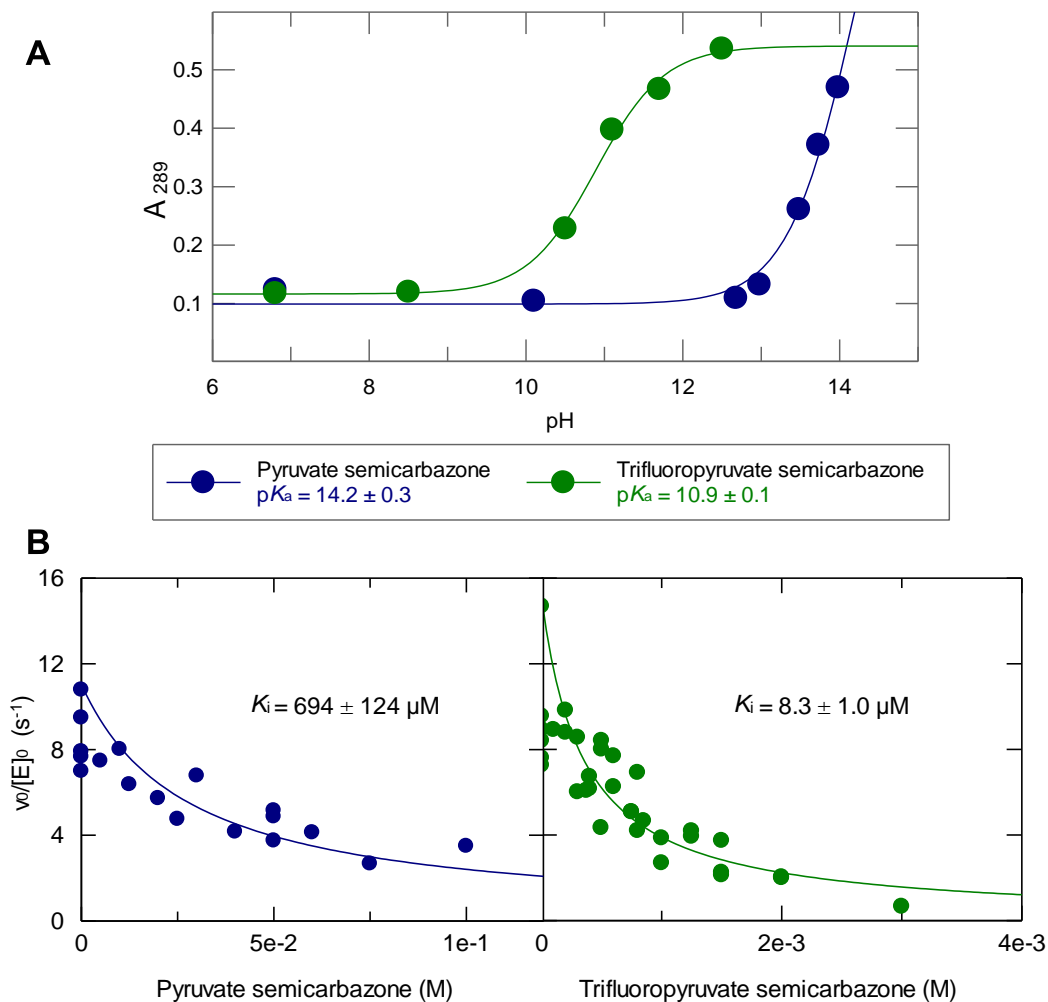 A
0.5
0.4
0.3
0.2
0.1
A 289
6 8 10 12 14
pH
Pyruvate semicarbazone
pKa = 14.2 ± 0.3
Trifluoropyruvate semicarbazone
pKa = 10.9 ± 0.1
B
16
12
8
4
0
v0/[E]0 (s-1)
Ki = 694 ± 124 µM
Ki = 8.3 ± 1.0 µM
0 5e-2 1e-1
0 2e-3 4e-3
Pyruvate semicarbazone (M)
Trifluoropyruvate semicarbazone (M)